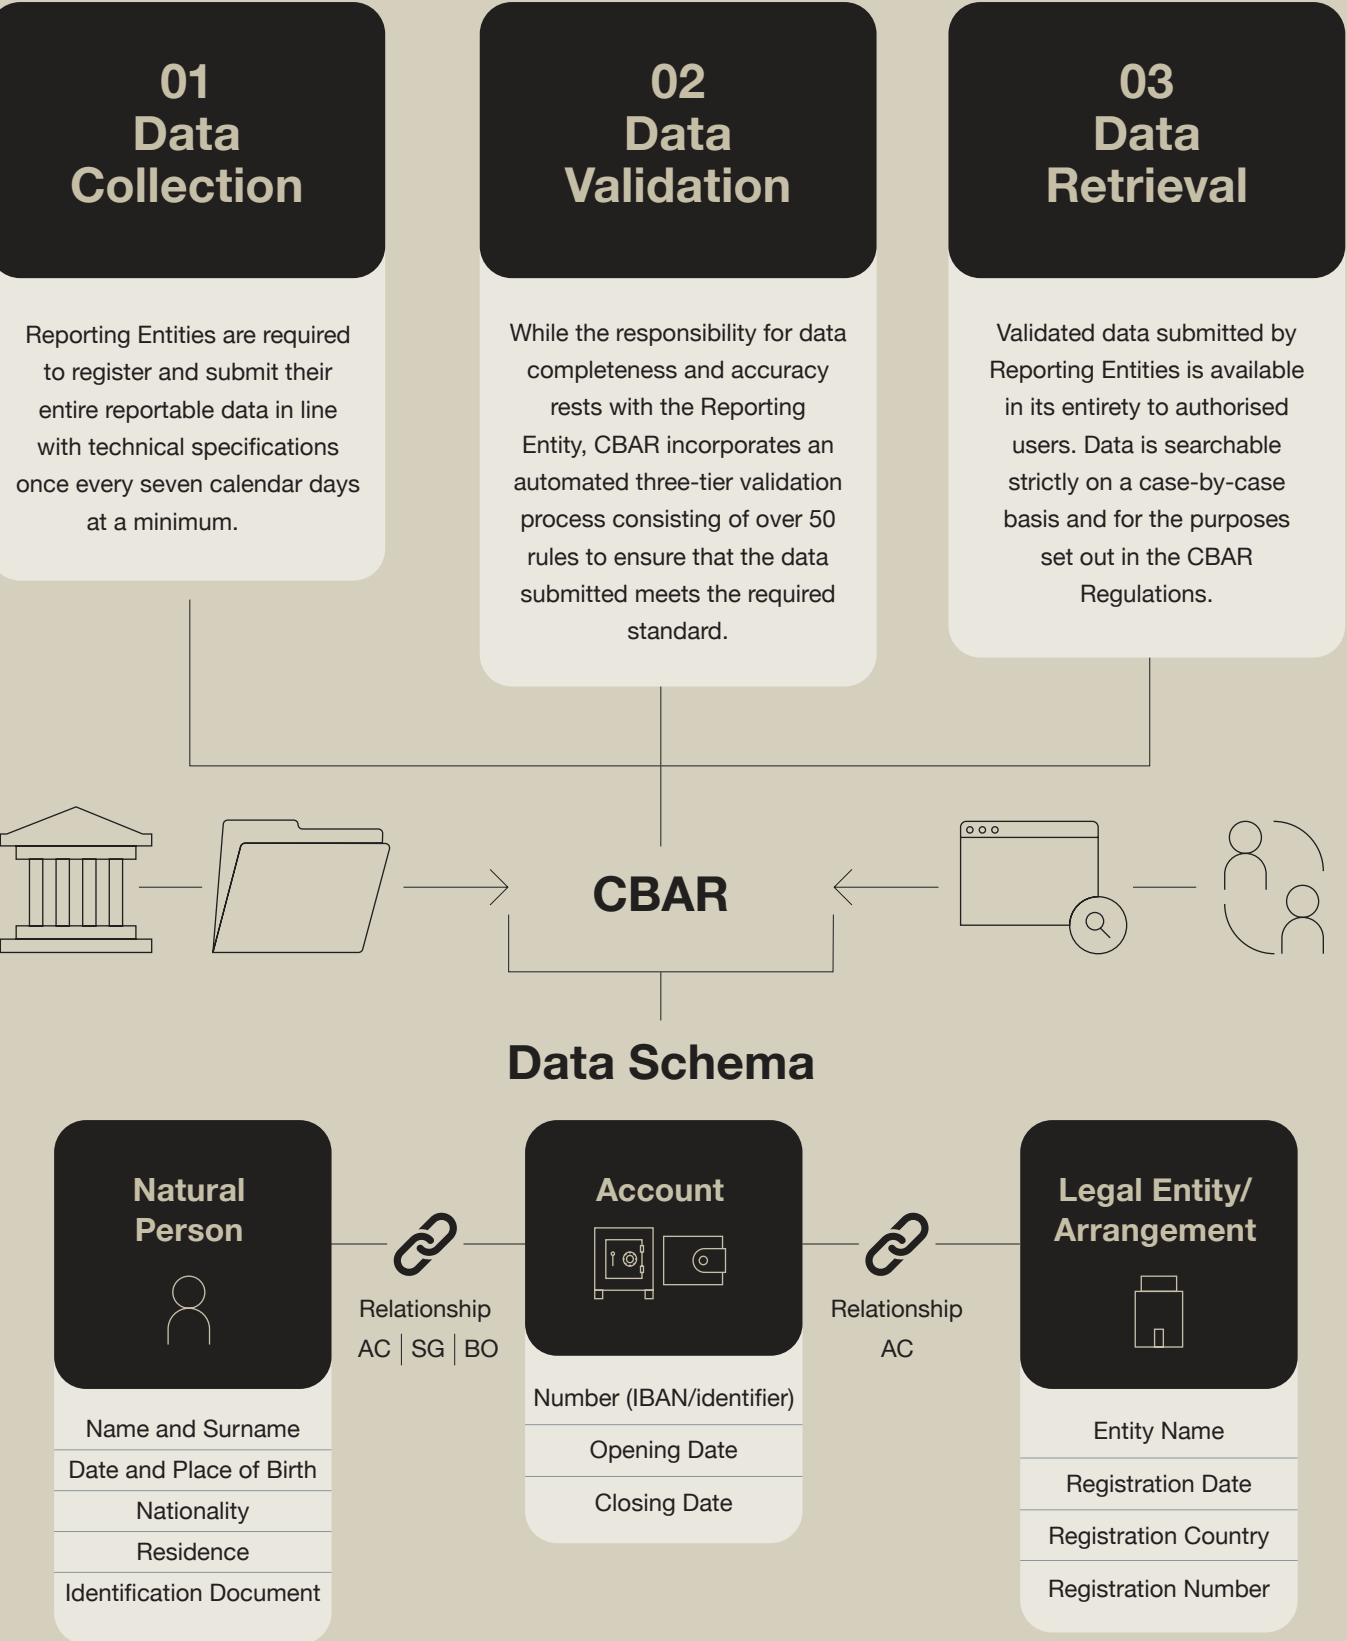 01
Data
Collection
Reporting Entities are required
to register and submit their
entire reportable data in line
with technical specifications
once every seven calendar days
at a minimum.
02
Data
Validation
While the responsibility for data
completeness and accuracy
rests with the Reporting
Entity, CBAR incorporates an
automated three-tier validation
process consisting of over 50
rules to ensure that the data
submitted meets the required
standard.
03
Data
Retrieval
Validated data submitted by
Reporting Entities is available
in its entirety to authorised
users. Data is searchable
strictly on a case-by-case
basis and for the purposes
set out in the CBAR
Regulations.
CBAR
Data Schema
Natural
Person
Name and Surname
Date and Place of Birth
Nationality
Residence
Identification Document
Relationship
AC | SG | BO
Account
Number (IBAN/identifier)
Opening Date
Closing Date
Relationship
AC
Legal Entity/
Arrangement
Entity Name
Registration Date
Registration Country
Registration Number